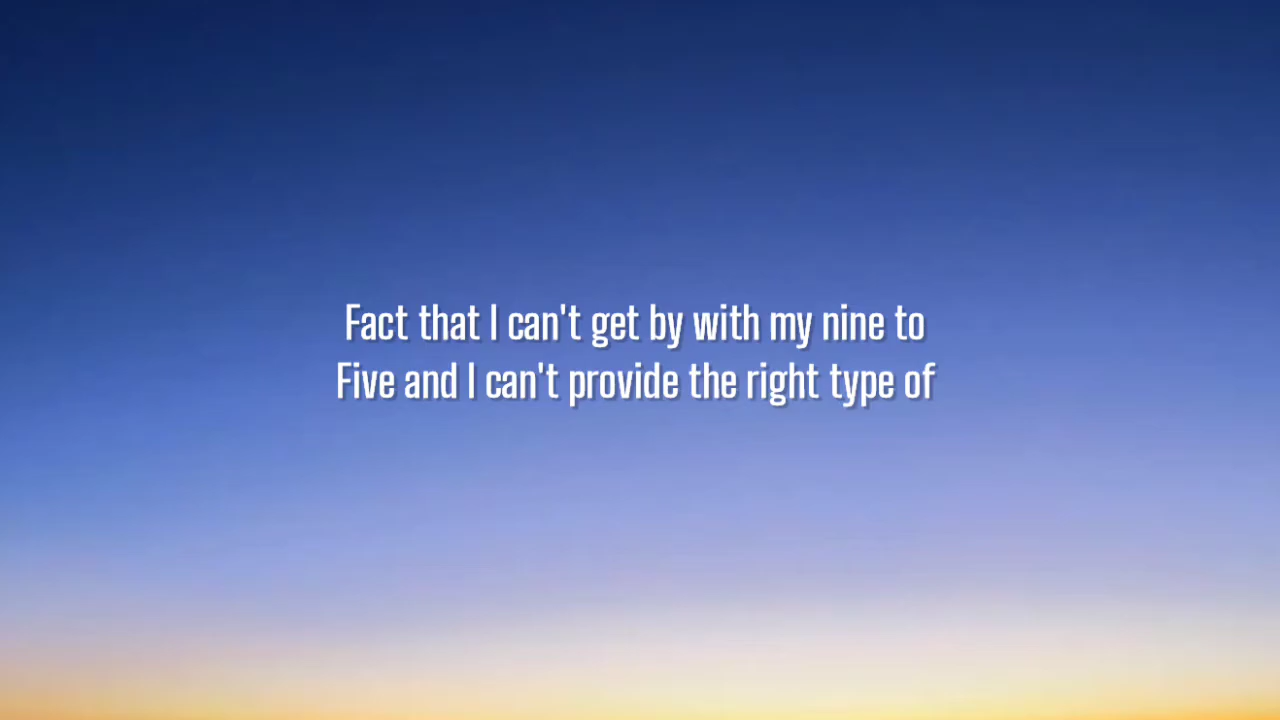 Fact that I can't get by with my nine to
Five and I can't provide the right type of